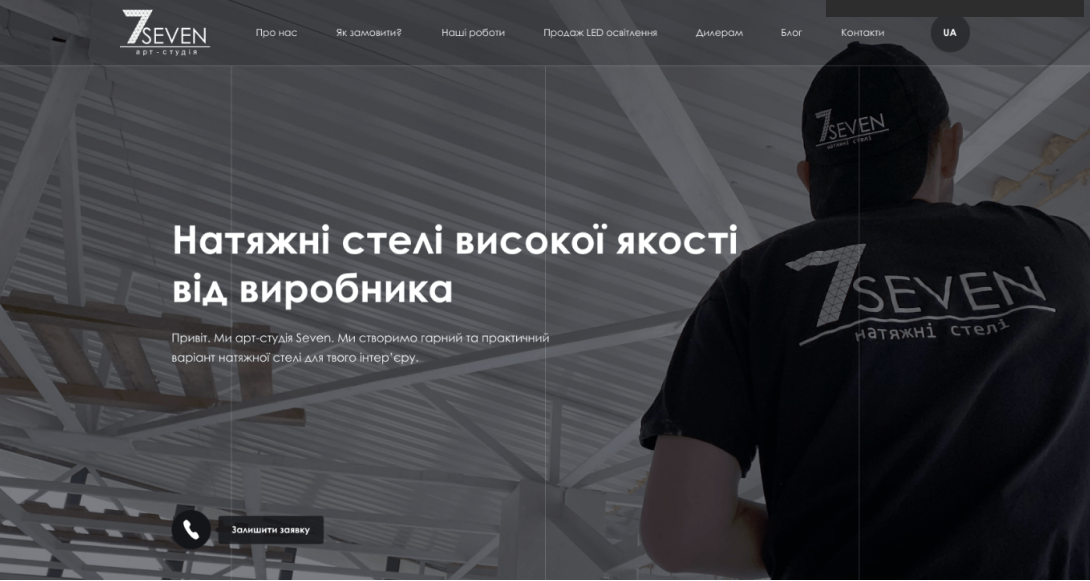 7SEVEN
арт-студія
Про нас
Як замовити?
Наші роботи
Продаж LED освітлення
Дилерам
Блог
Контакти
UA
7SEVEN
натяжні стелі
Натяжні стелі високої якості
від виробника
7SEVEN
натяжні стелі
Привіт. Ми арт-студія Seven. Ми створимо гарний та практичний
варіант натяжної стелі для твого інтер’єру.
Залишити заявку